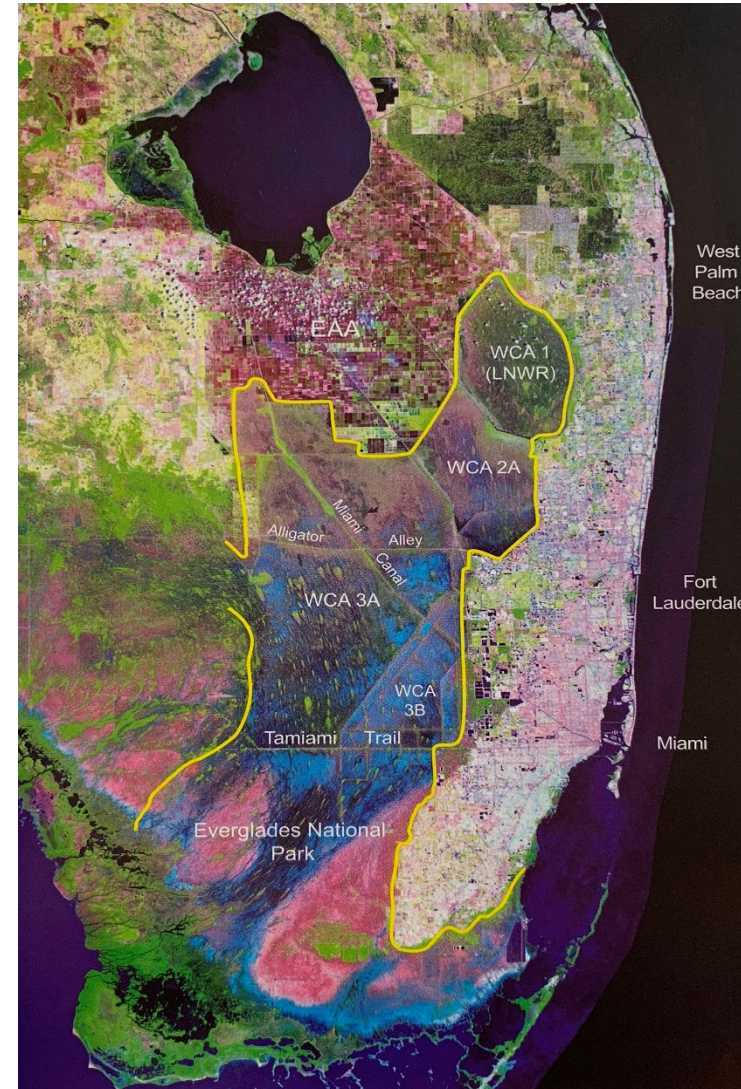 West
Palm
Beach
EAA
WCA 1
(LNWR)
WCA 2A
Miami
Canal
Alligator
Alley
WCA 3A
Fort
Lauderdale
WCA
3B
Tamiami
Trail
Miami
Everglades National
Park